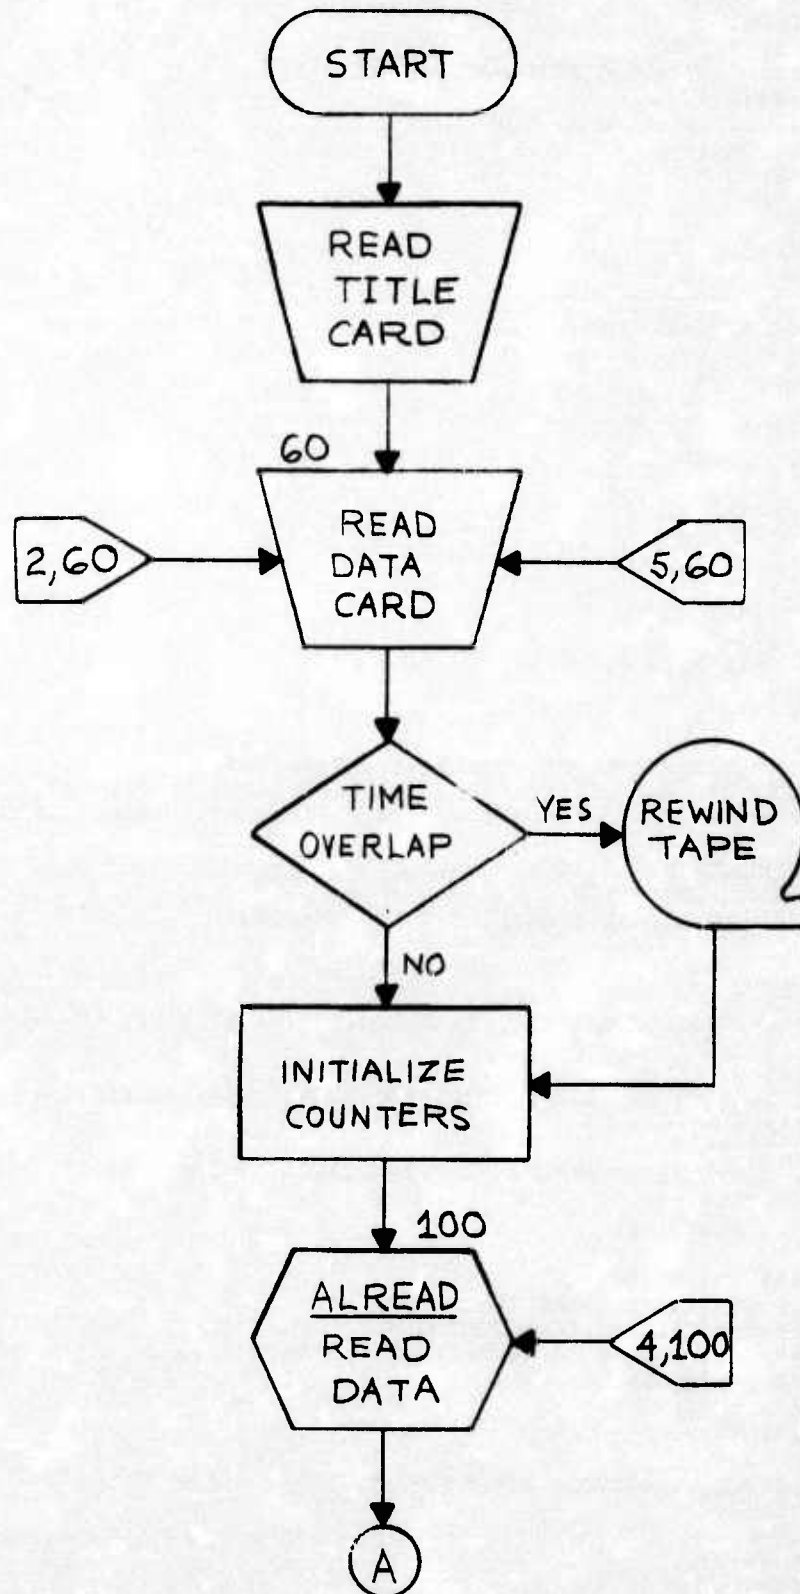 START
READ
TITLE
CARD
60
READ
DATA
CARD
2,60
5,60
TIME
OVERLAP
YES
REWIND
TAPE
NO
INITIALIZE
COUNTERS
100
ALREAD
READ
DATA
4,100
A